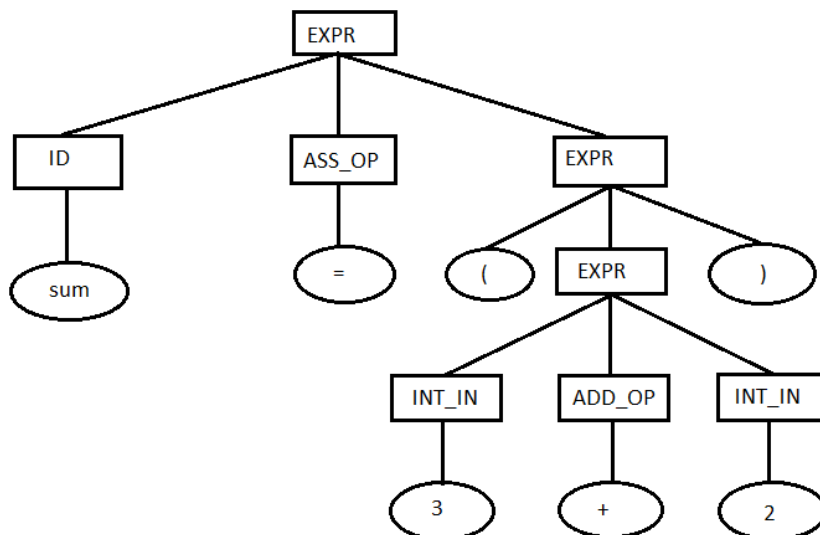 EXPR
ID ASS_OP EXPR
sum = ( EXPR )
INT_IN ADD_OP INT_IN
3 + 2